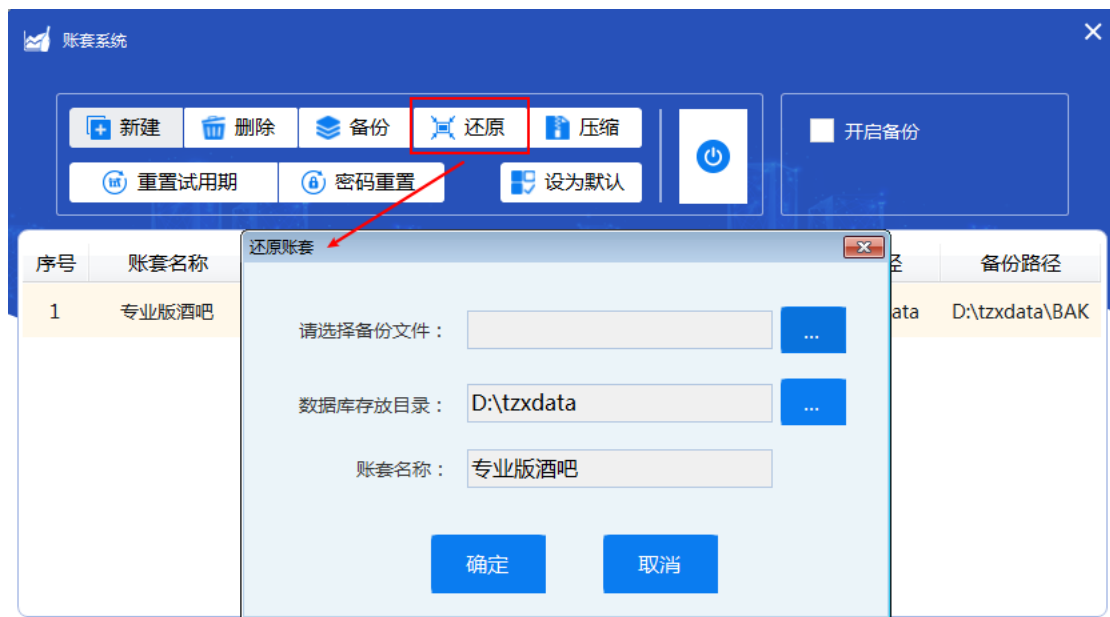 账套系统
新建 删除 备份 还原 压缩
开启备份
重置试用期 密码重置 设为默认
还原账套
序号 账套名称 径 备份路径
1 专业版酒吧 ata D:\tzxdata\BAK
请选择备份文件： ...
数据库存放目录： D:\tzxdata ...
账套名称： 专业版酒吧
确定 取消